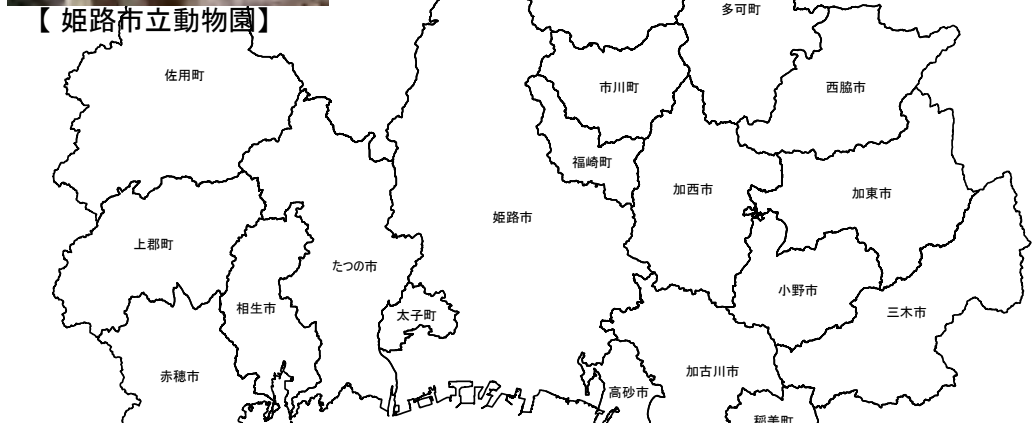 【 姫路市立動物園】
多可町
佐用町
市川町
西脇市
福崎町
加西市
加東市
姫路市
上郡町
たつの市
小野市
相生市
太子町
三木市
赤穂市
加古川市
高砂市
稲美町